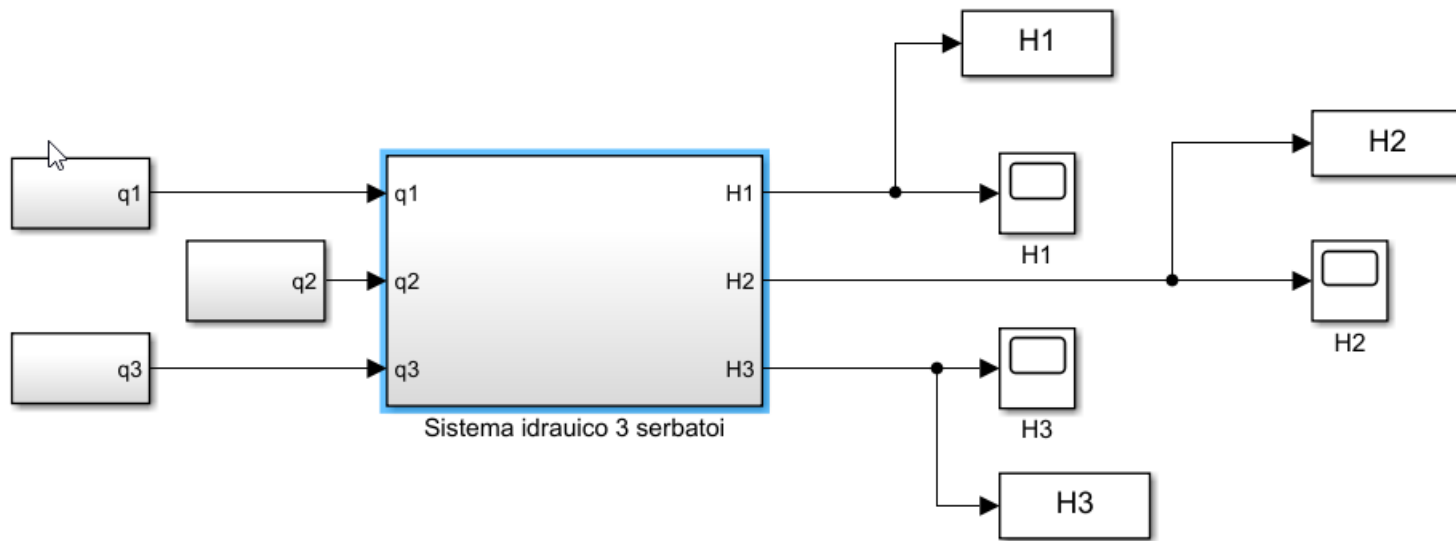 H1
H2
q1
q1
H1
H1
q2
q2
H2
H2
q3
q3
H3
H3
Sistema idrauico 3 serbatoi
H3